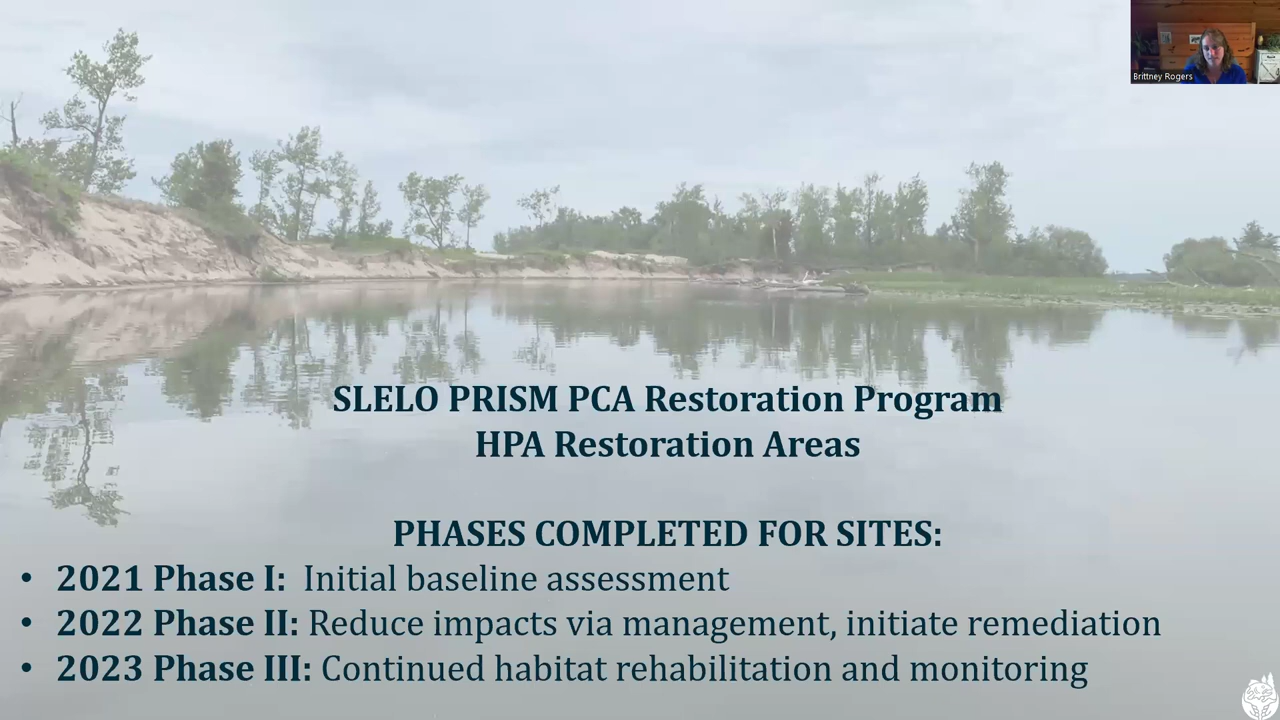 Brittney Rogers
SLELO PRISM PCA Restoration Program
HPA Restoration Areas
PHASES COMPLETED FOR SITES:
• 2021 Phase I: Initial baseline assessment
• 2022 Phase II: Reduce impacts via management, initiate remediation
• 2023 Phase III: Continued habitat rehabilitation and monitoring